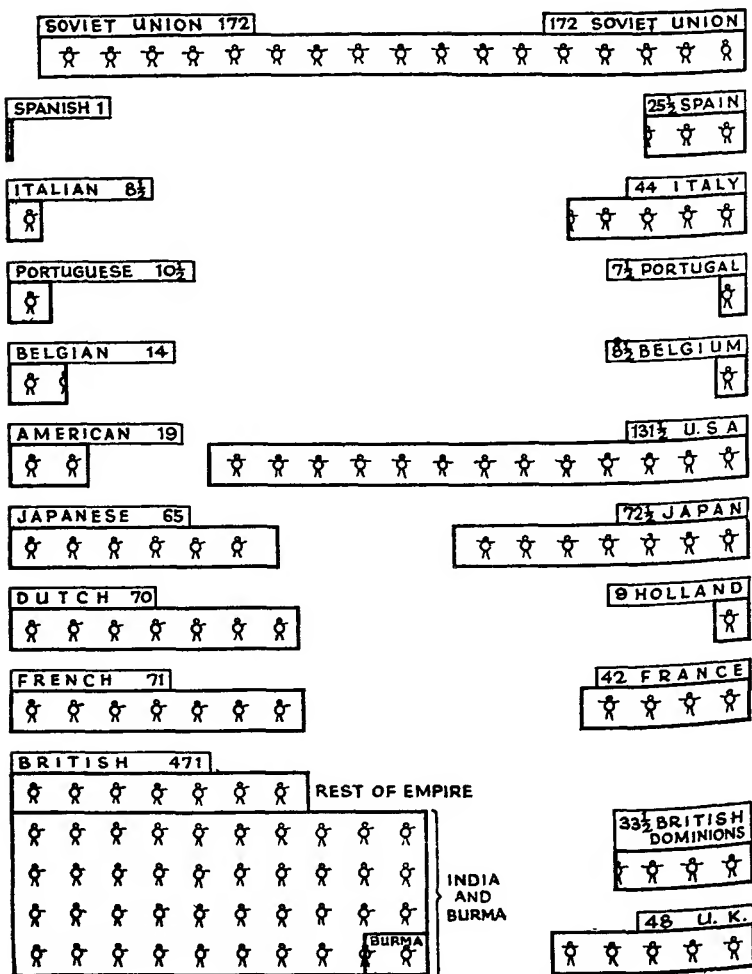 SOVIET UNION 172
172 SOVIET UNION
SPANISH 1
25½ SPAIN
ITALIAN 8½
44 ITALY
PORTUGUESE 10½
7½ PORTUGAL
BELGIAN 14
8½ BELGIUM
AMERICAN 19
131½ U.S.A
JAPANESE 65
72½ JAPAN
DUTCH 70
9 HOLLAND
FRENCH 71
42 FRANCE
BRITISH 471
REST OF EMPIRE
33½ BRITISH
DOMINIONS
INDIA
AND
BURMA
48 U.K.
BURMA